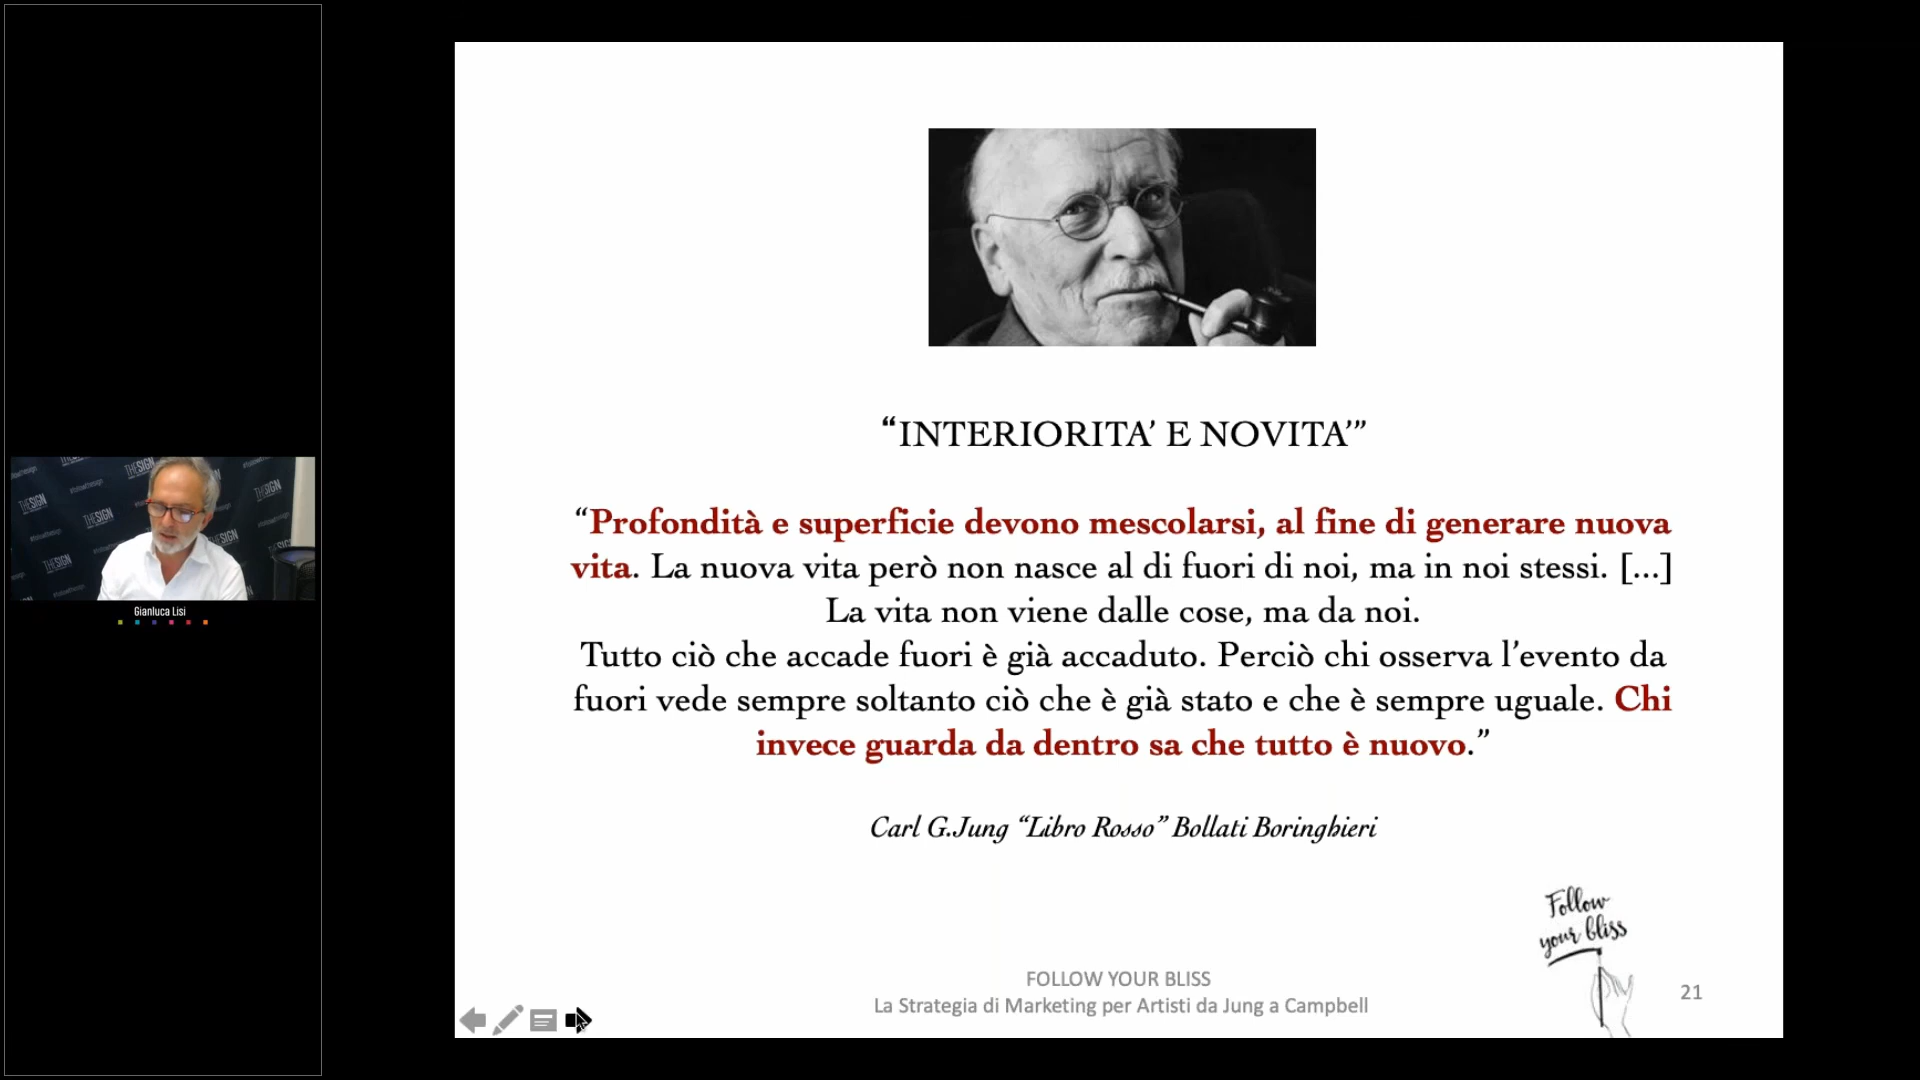 “INTERIORITA’ E NOVITA’”
“Profondità e superficie devono mescolarsi, al fine di generare nuova
vita. La nuova vita però non nasce al di fuori di noi, ma in noi stessi. [...]
La vita non viene dalle cose, ma da noi.
Tutto ciò che accade fuori è già accaduto. Perciò chi osserva l’evento da
fuori vede sempre soltanto ciò che è già stato e che è sempre uguale. Chi
invece guarda da dentro sa che tutto è nuovo.”
Carl G.Jung “Libro Rosso” Bollati Boringhieri
Follow
your bliss
FOLLOW YOUR BLISS
La Strategia di Marketing per Artisti da Jung a Campbell
21
THESIGN
THESIGN
THESIGN
THESIGN
Gianluca Lisi